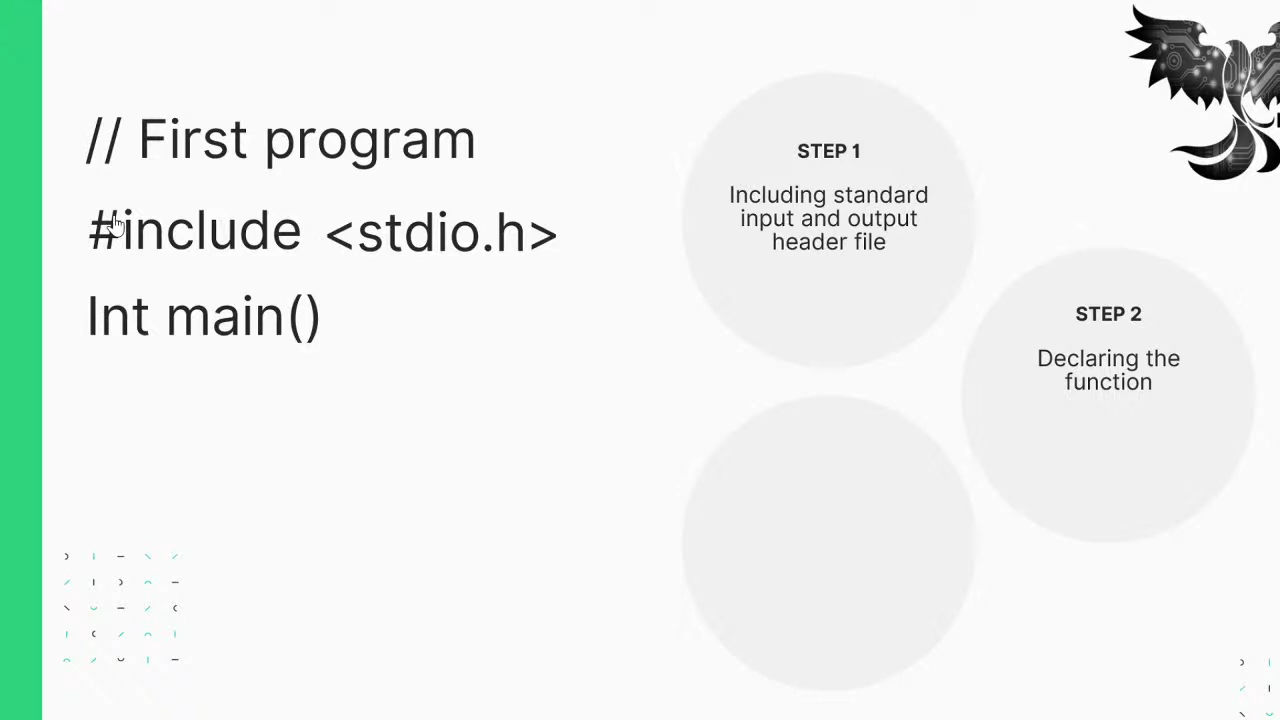 // First program
#include <stdio.h>
Int main()
STEP 1
Including standard
input and output
header file
STEP 2
Declaring the
function